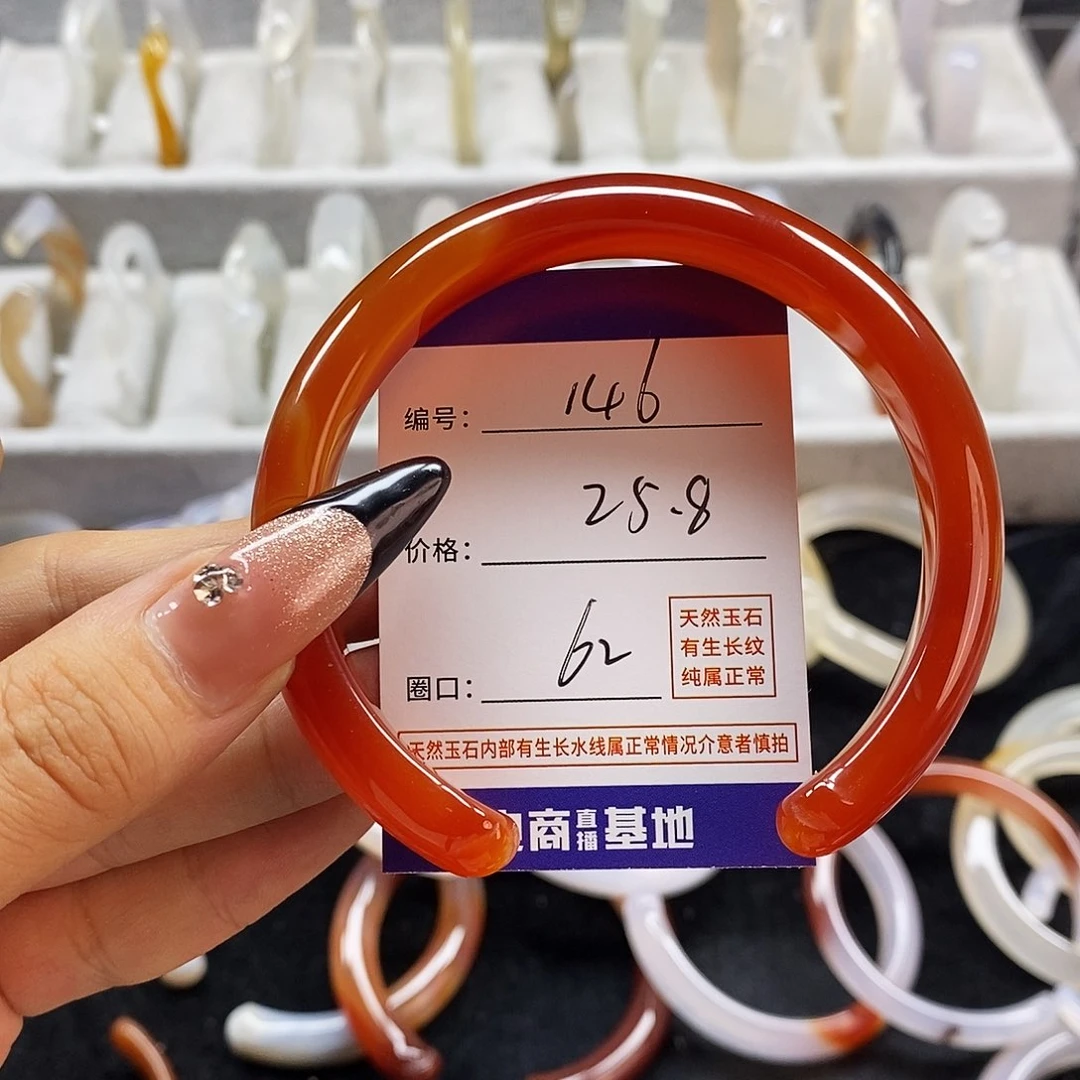 编号: 146
25.8
价格:
圈口: 62
天然玉石
有生长纹
纯属正常
天然玉石内部有生长水线属正常情况介意者慎拍
电商直播基地